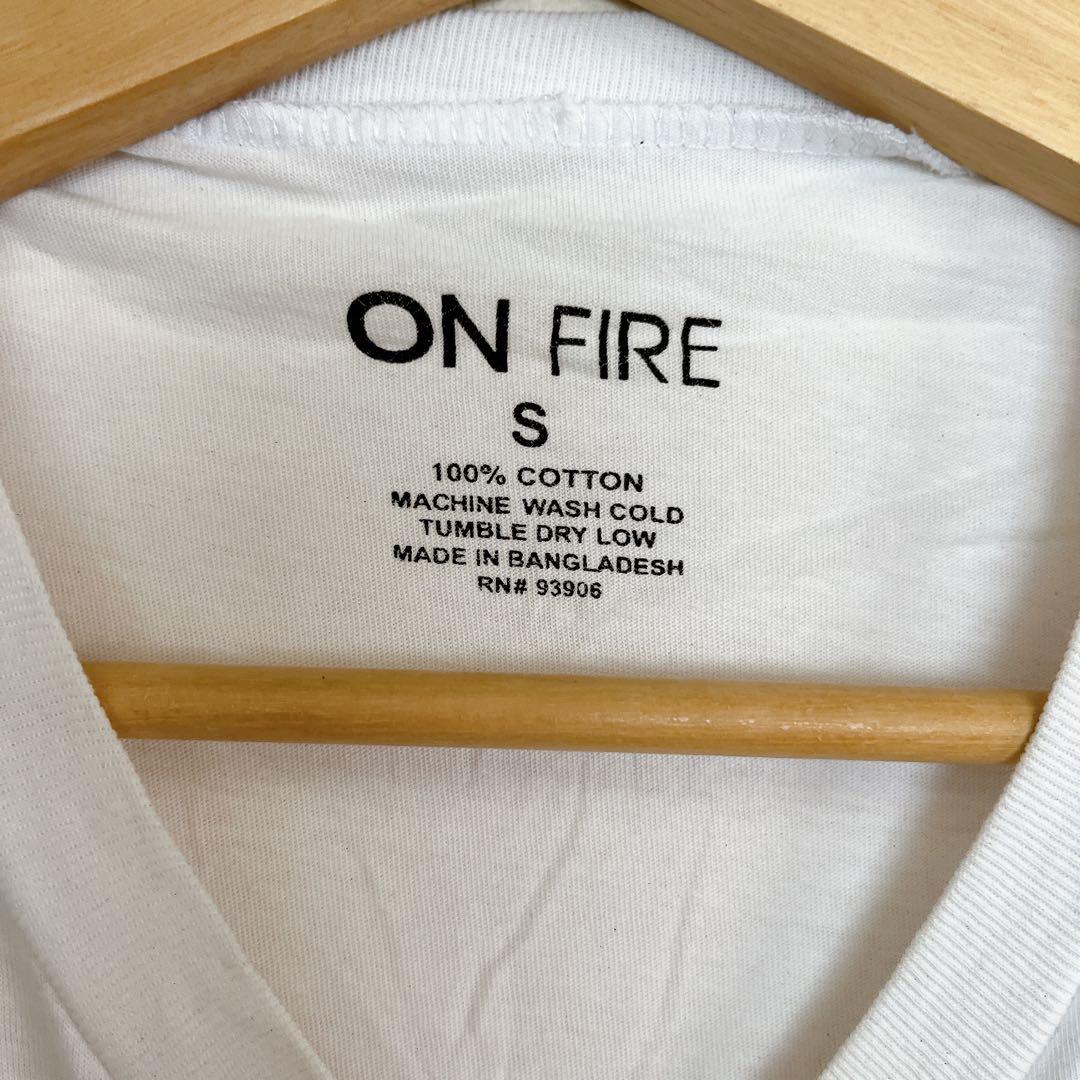 ON FIRE
S
100% COTTON
MACHINE WASH COLD
TUMBLE DRY LOW
MADE IN BANGLADESH
RN# 93906